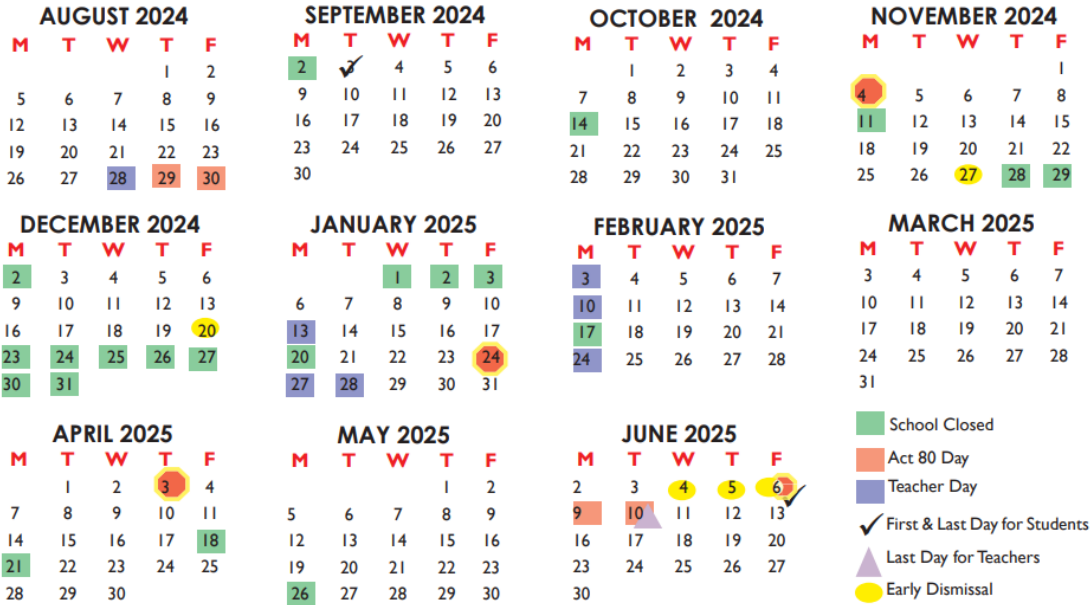 AUGUST 2024
M T W T F
1 2
5 6 7 8 9
12 13 14 15 16
19 20 21 22 23
26 27 28 29 30
SEPTEMBER 2024
M T W T F
2 3 4 5 6
9 10 11 12 13
16 17 18 19 20
23 24 25 26 27
30
OCTOBER 2024
M T W T F
1 2 3 4
7 8 9 10 11
14 15 16 17 18
21 22 23 24 25
28 29 30 31
NOVEMBER 2024
M T W T F
1
4 5 6 7 8
11 12 13 14 15
18 19 20 21 22
25 26 27 28 29
DECEMBER 2024
M T W T F
2 3 4 5 6
9 10 11 12 13
16 17 18 19 20
23 24 25 26 27
30 31
JANUARY 2025
M T W T F
1 2 3
6 7 8 9 10
13 14 15 16 17
20 21 22 23 24
27 28 29 30 31
FEBRUARY 2025
M T W T F
3 4 5 6 7
10 11 12 13 14
17 18 19 20 21
24 25 26 27 28
MARCH 2025
M T W T F
3 4 5 6 7
10 11 12 13 14
17 18 19 20 21
24 25 26 27 28
31
APRIL 2025
M T W T F
1 2 3 4
7 8 9 10 11
14 15 16 17 18
21 22 23 24 25
28 29 30
MAY 2025
M T W T F
1 2
5 6 7 8 9
12 13 14 15 16
19 20 21 22 23
26 27 28 29 30
JUNE 2025
M T W T F
2 3 4 5 6
9 10 11 12 13
16 17 18 19 20
23 24 25 26 27
30
School Closed
Act 80 Day
Teacher Day
First & Last Day for Students
Last Day for Teachers
Early Dismissal